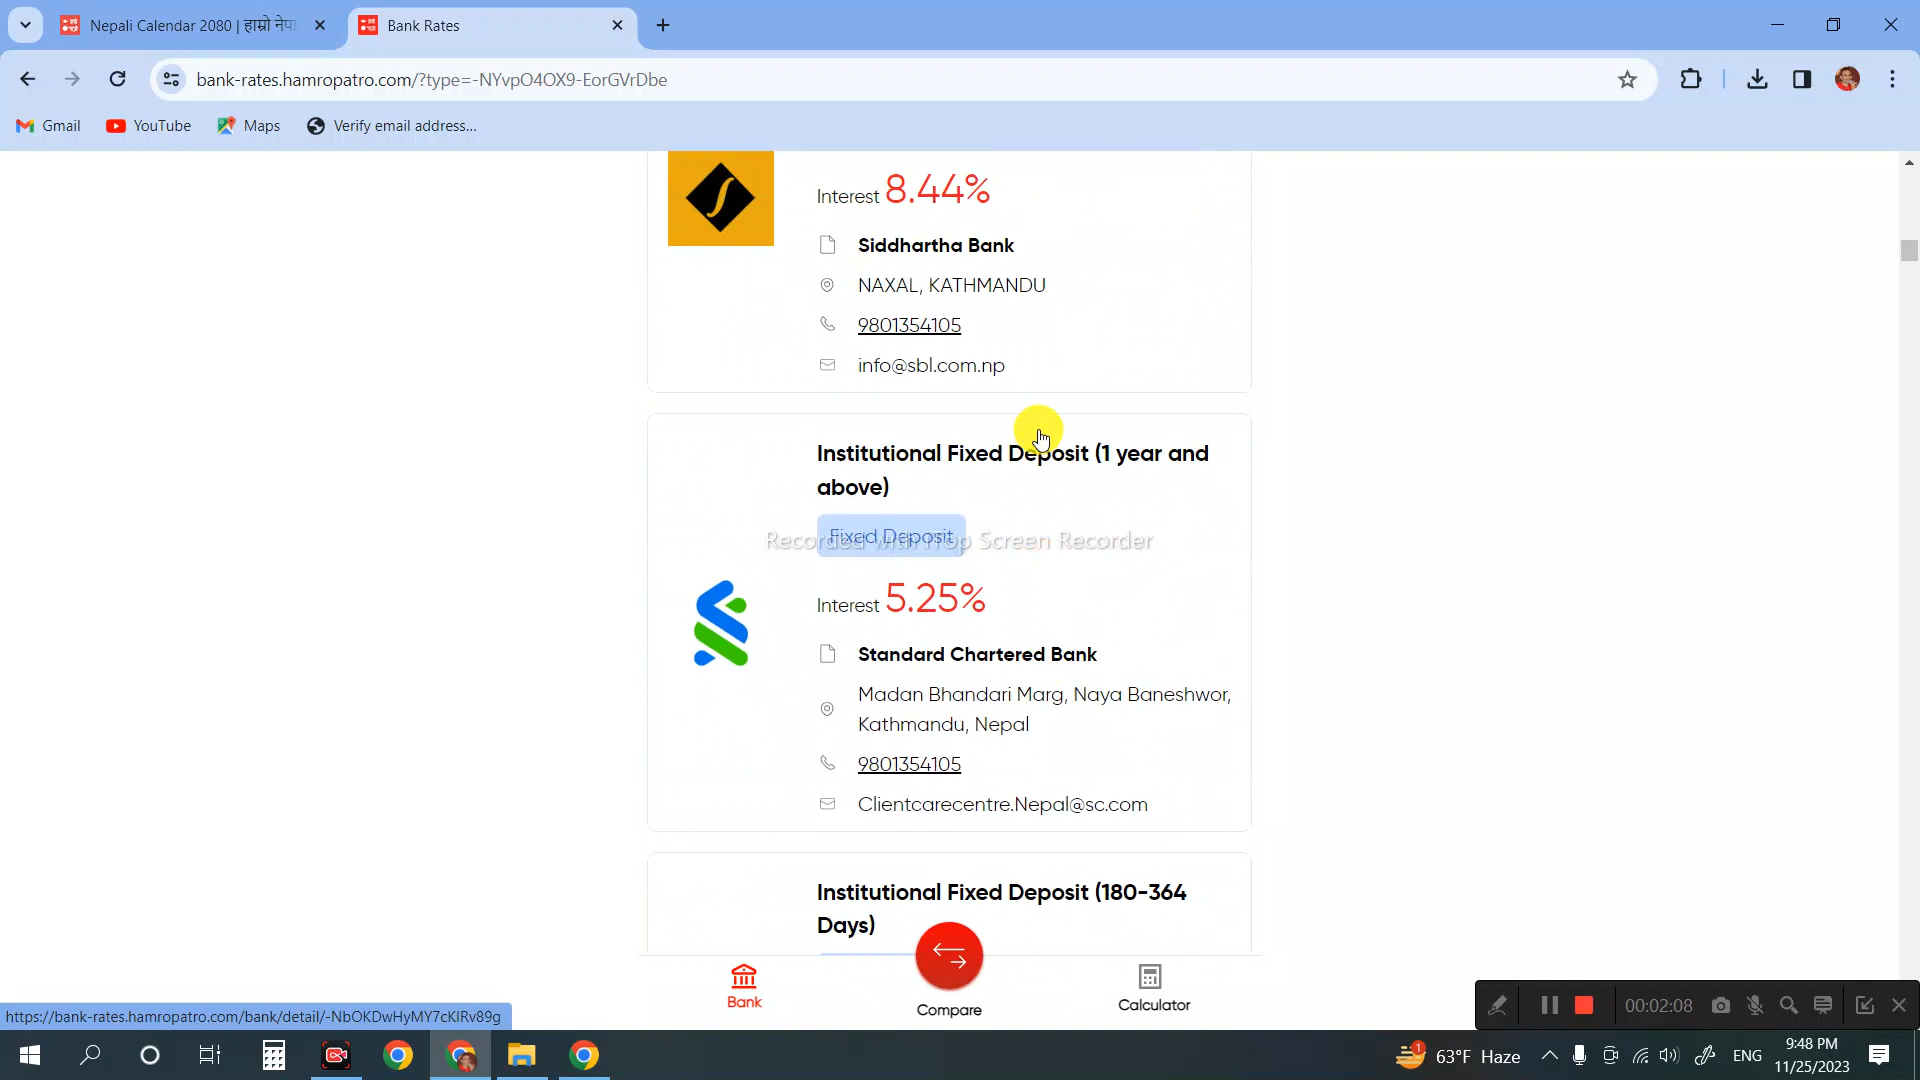 Nepali Calendar 2080 | हाम्रो नेपा
Bank Rates
bank-rates.hamropatro.com/?type=-NYvpO4OX9-EorGVrDbe
Gmail
YouTube
Maps
Verify email address...
Interest 8.44%
Siddhartha Bank
NAXAL, KATHMANDU
9801354105
info@sbl.com.np
Institutional Fixed Deposit (1 year and
above)
Fixed Deposit
Recorded with iTop Screen Recorder
Interest 5.25%
Standard Chartered Bank
Madan Bhandari Marg, Naya Baneshwor,
Kathmandu, Nepal
9801354105
Clientcarecentre.Nepal@sc.com
Institutional Fixed Deposit (180-364
Days)
Bank
Compare
Calculator
00:02:08
https://bank-rates.hamropatro.com/bank/detail/-NbOKDwHyMY7cKlRv89g
1
63°F Haze
ENG
9:48 PM
11/25/2023